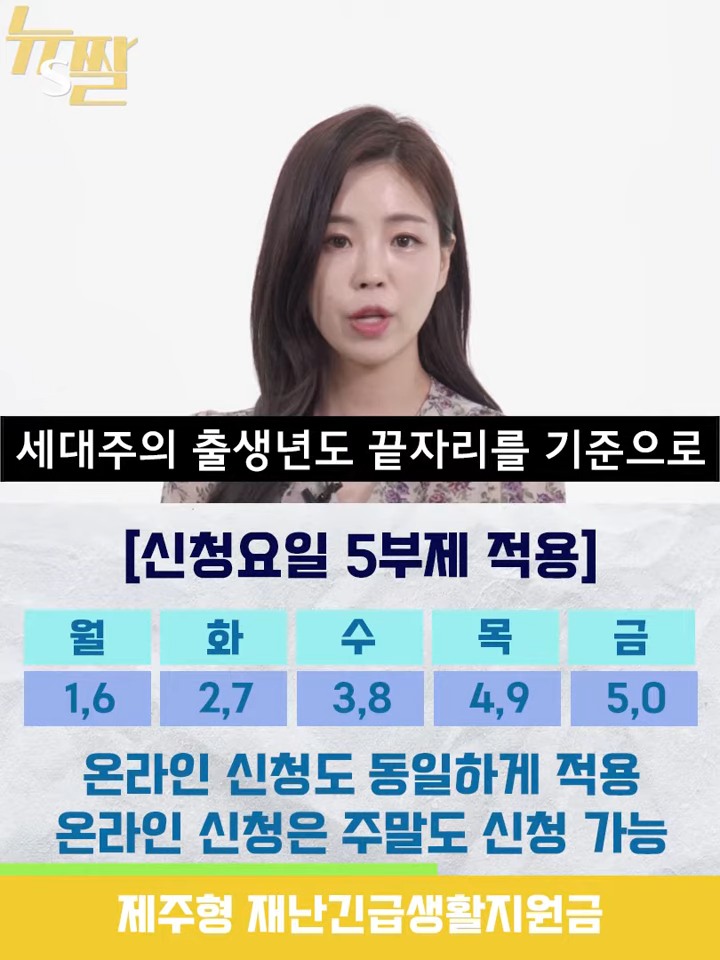 뉴s짤
세대주의 출생년도 끝자리를 기준으로
[신청요일 5부제 적용]
월 화 수 목 금
1,6 2,7 3,8 4,9 5,0
온라인 신청도 동일하게 적용
온라인 신청은 주말도 신청 가능
제주형 재난긴급생활지원금